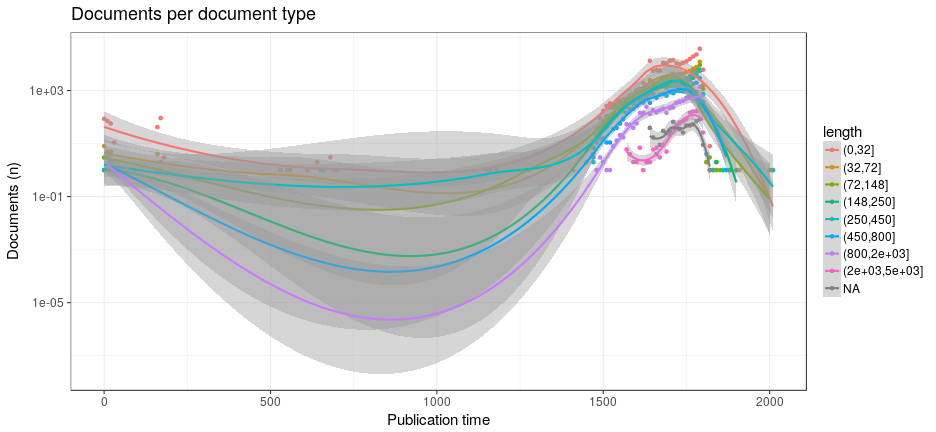 Documents per document type
Documents (n)
1e+03
1e-01
1e-05
0
500
1000
1500
2000
Publication time
length
(0,32]
(32,72]
(72,148]
(148,250]
(250,450]
(450,800]
(800,2e+03]
(2e+03,5e+03]
NA